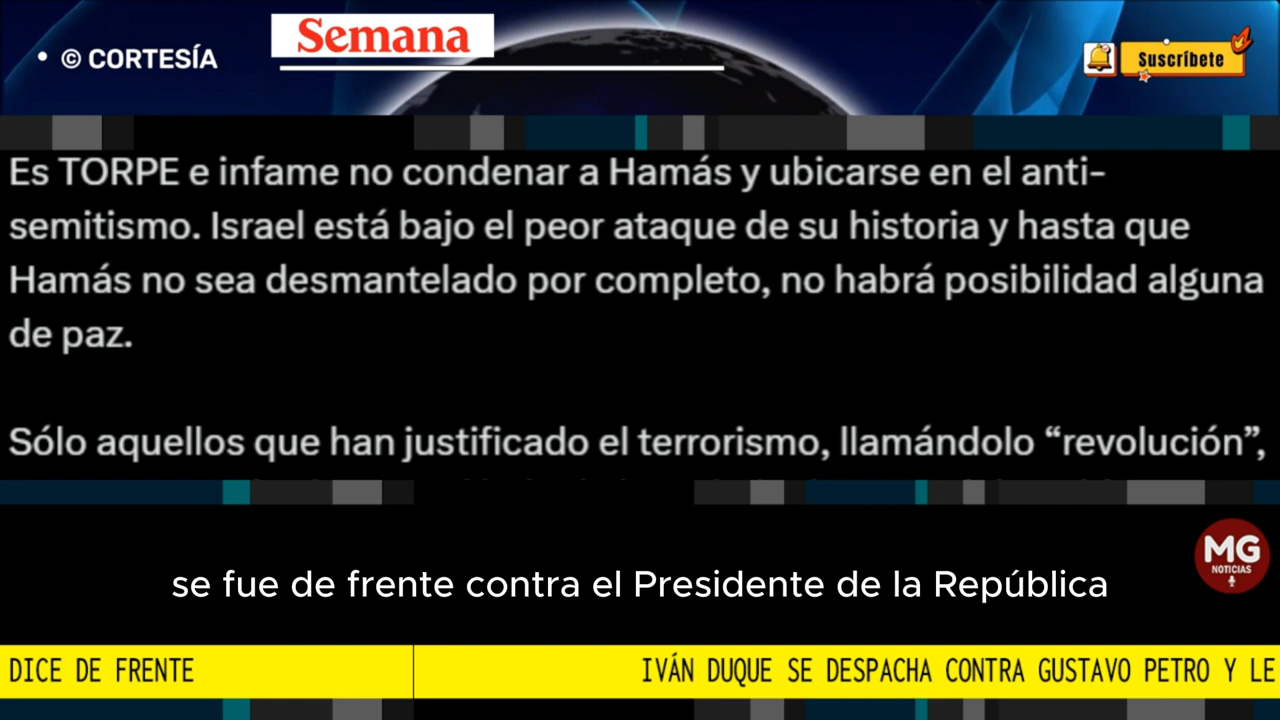 • © CORTESÍA
Semana
Suscríbete
Es TORPE e infame no condenar a Hamás y ubicarse en el anti-
semitismo. Israel está bajo el peor ataque de su historia y hasta que
Hamás no sea desmantelado por completo, no habrá posibilidad alguna
de paz.
Sólo aquellos que han justificado el terrorismo, llamándolo “revolución”,
MG
NOTICIAS
se fue de frente contra el Presidente de la República
DICE DE FRENTE
IVÁN DUQUE SE DESPACHA CONTRA GUSTAVO PETRO Y LE